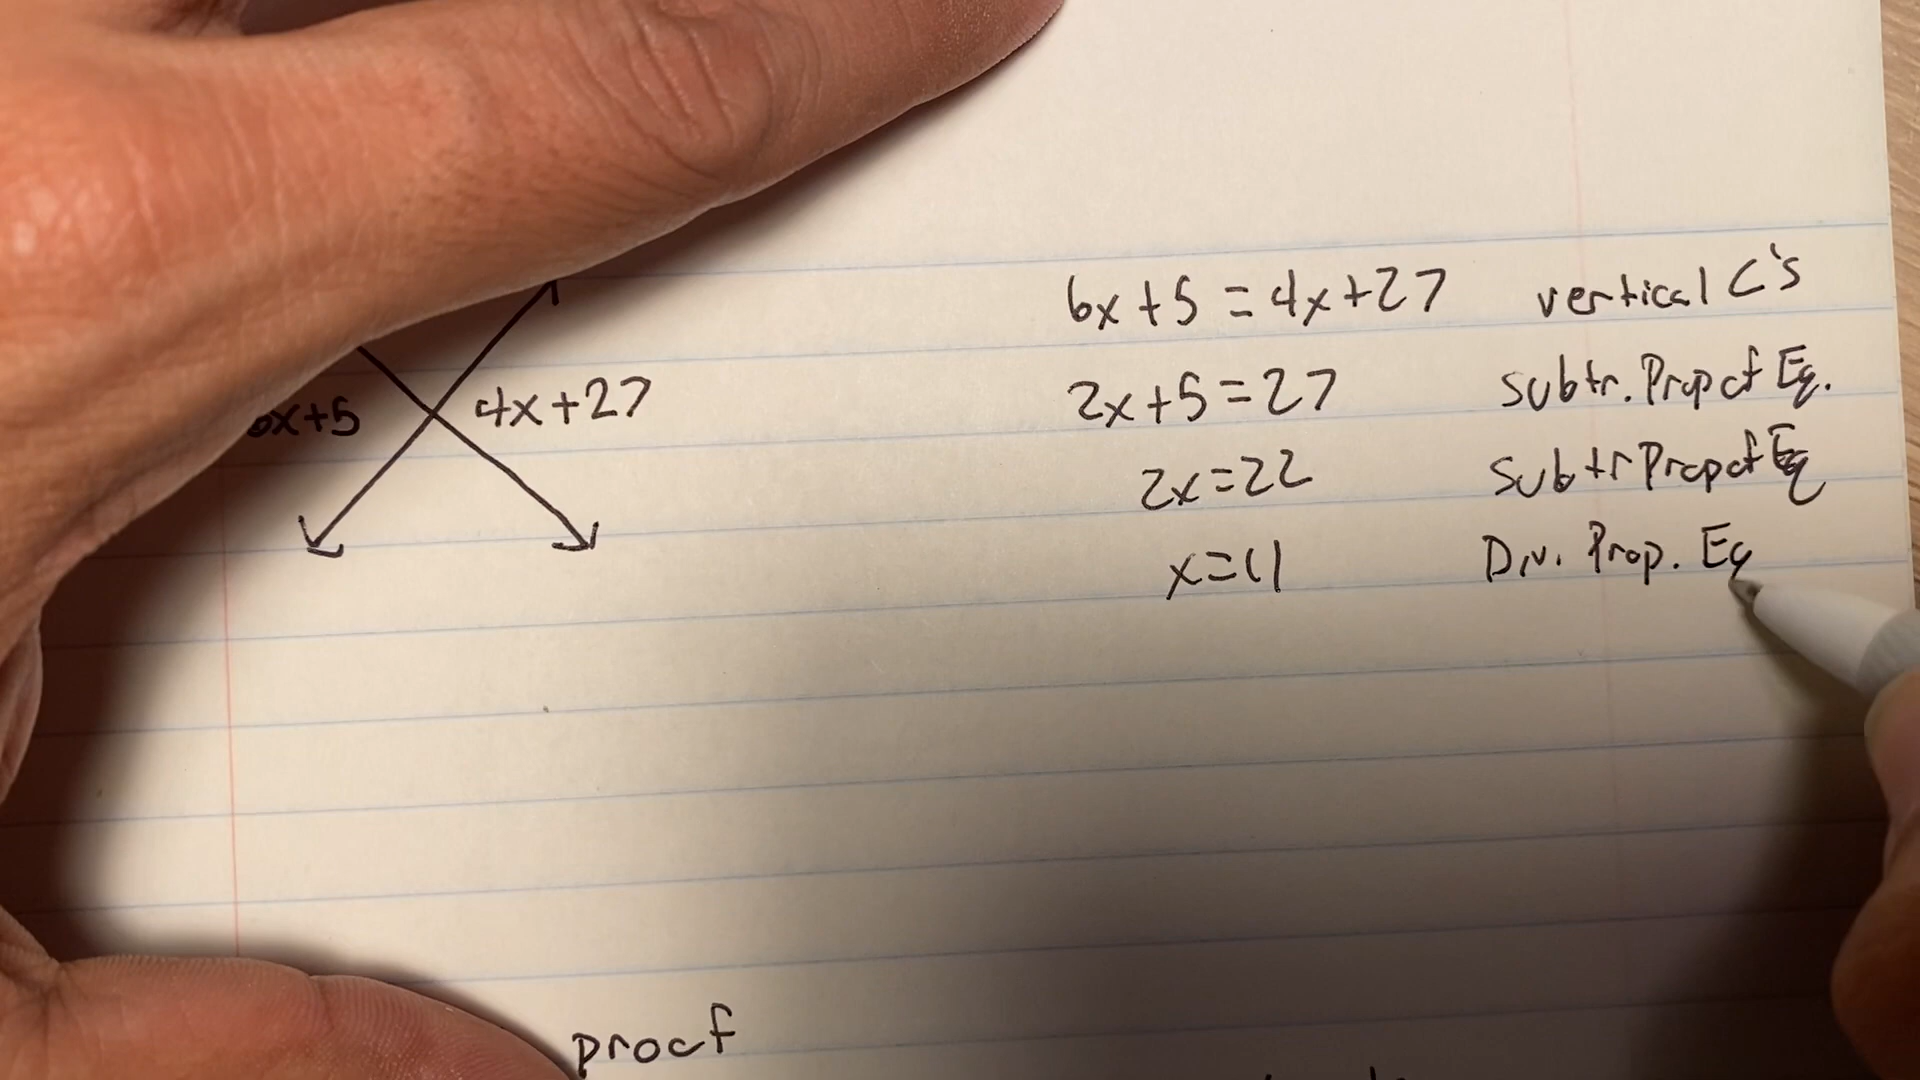 6x+5 = 4x+27 vertical <'s
2x+5=27 subtr. Prop of Eq.
2x=22 subtr Prop of Eq
x=11 Div. Prop. Eq
6x+5 4x+27
proof